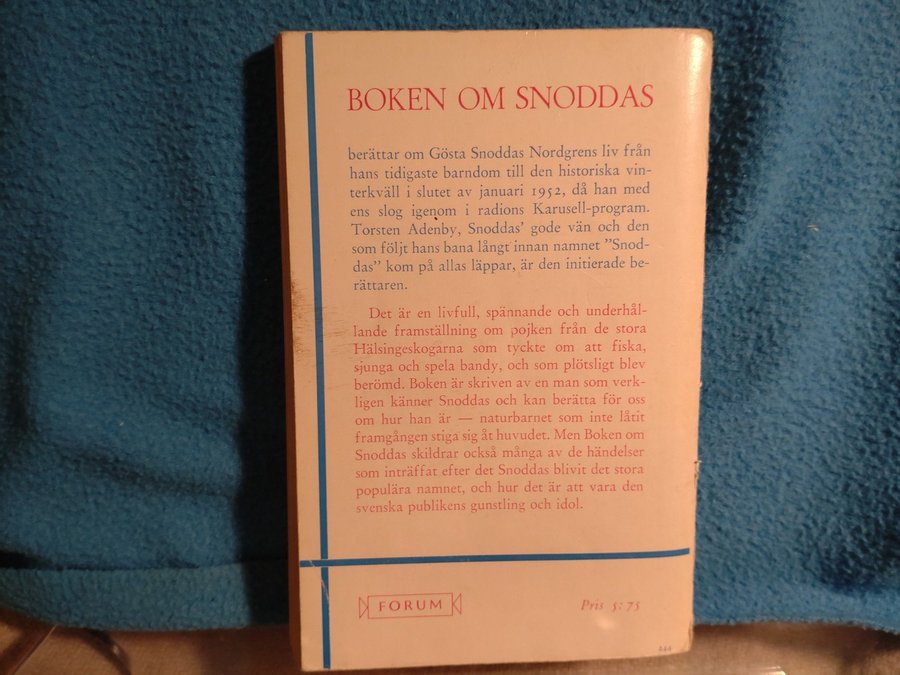 BOKEN OM SNODDAS
berättar om Gösta Snoddas Nordgrens liv från
hans tidigaste barndom till den historiska vin-
terkväll i slutet av januari 1952, då han med
ens slog igenom i radions Karusell-program.
Torsten Adenby, Snoddas' gode vän och den
som följt hans bana långt innan namnet ”Snod-
das” kom på allas läppar, är den initierade be-
rättaren.
Det är en livfull, spännande och underhål-
lande framställning om pojken från de stora
Hälsingeskogarna som tyckte om att fiska,
sjunga och spela bandy, och som plötsligt blev
berömd. Boken är skriven av en man som verk-
ligen känner Snoddas och kan berätta för oss
om hur han är — naturbarnet som inte låtit
framgången stiga sig åt huvudet. Men Boken om
Snoddas skildrar också många av de händelser
som inträffat efter det Snoddas blivit det stora
populära namnet, och hur det är att vara den
svenska publikens gunstling och idol.
FORUM
Pris 5:75